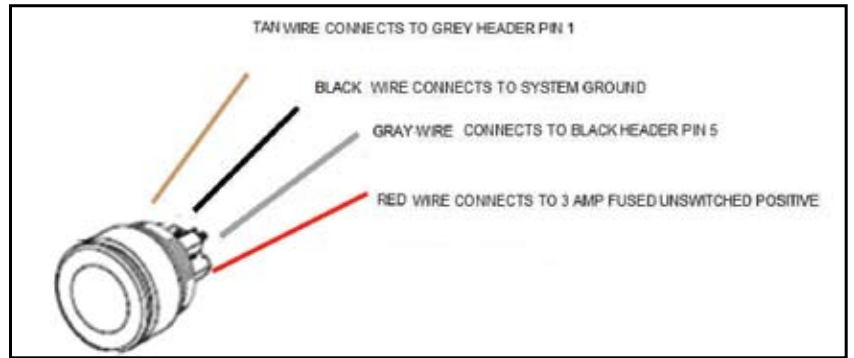 TAN WIRE CONNECTS TO GREY HEADER PIN 1
BLACK WIRE CONNECTS TO SYSTEM GROUND
GRAY WIRE CONNECTS TO BLACK HEADER PIN 5
RED WIRE CONNECTS TO 3 AMP FUSED UNSWITCHED POSITIVE